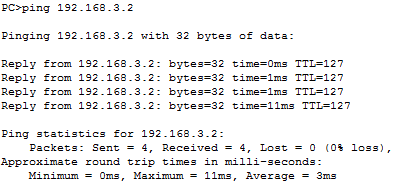 PC>ping 192.168.3.2
Pinging 192.168.3.2 with 32 bytes of data:
Reply from 192.168.3.2: bytes=32 time=0ms TTL=127
Reply from 192.168.3.2: bytes=32 time=1ms TTL=127
Reply from 192.168.3.2: bytes=32 time=1ms TTL=127
Reply from 192.168.3.2: bytes=32 time=11ms TTL=127
Ping statistics for 192.168.3.2:
Packets: Sent = 4, Received = 4, Lost = 0 (0% loss),
Approximate round trip times in milli-seconds:
Minimum = 0ms, Maximum = 11ms, Average = 3ms